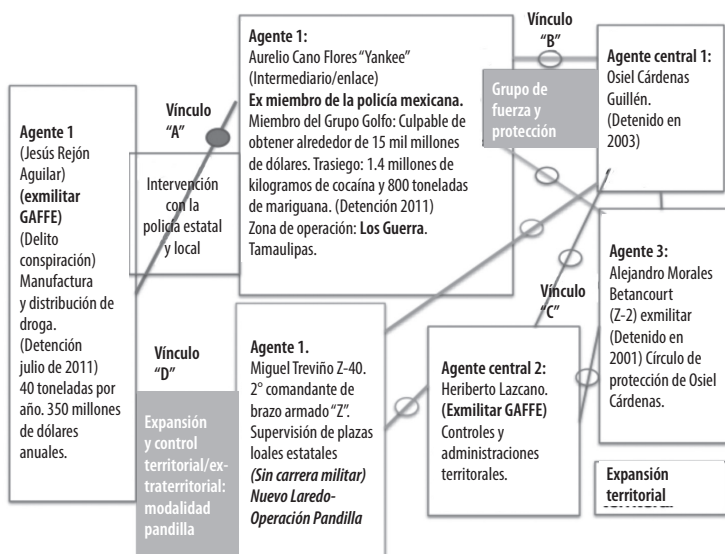 Agente 1
(Jesús Rejón
Aguilar)
(exmilitar
GAFFE)
(Delito
conspiración)
Manufactura
y distribución de
droga.
(Detención
julio de 2011)
40 toneladas por
año. 350 millones
de dólares
anuales.
Vínculo
"A"
Intervención
con la
policía estatal
y local
Vínculo
"D"
Expansión
y control
territorial/ex-
traterritorial:
modalidad
pandilla
Agente 1:
Aurelio Cano Flores "Yankee"
(Intermediario/enlace)
Ex miembro de la policía mexicana.
Miembro del Grupo Golfo: Culpable de
obtener alrededor de 15 mil millones
de dólares. Trasiego: 1.4 millones de
kilogramos de cocaína y 800 toneladas
de mariguana. (Detención 2011)
Zona de operación: Los Guerra.
Tamaulipas.
Agente 1.
Miguel Treviño Z-40.
2° comandante de
brazo armado "Z".
Supervisión de plazas
loales estatales
(Sin carrera militar)
Nuevo Laredo-
Operación Pandilla
Vínculo
"B"
Grupo de
fuerza y
protección
Vínculo
"C"
Agente central 2:
Heriberto Lazcano.
(Exmilitar GAFFE)
Controles y
administraciones
territorales.
Agente central 1:
Osiel Cárdenas
Guillén.
(Detenido en
2003)
Agente 3:
Alejandro Morales
Betancourt
(Z-2) exmilitar
(Detenido en
2001) Círculo de
protección de Osiel
Cárdenas.
Expansión
territorial